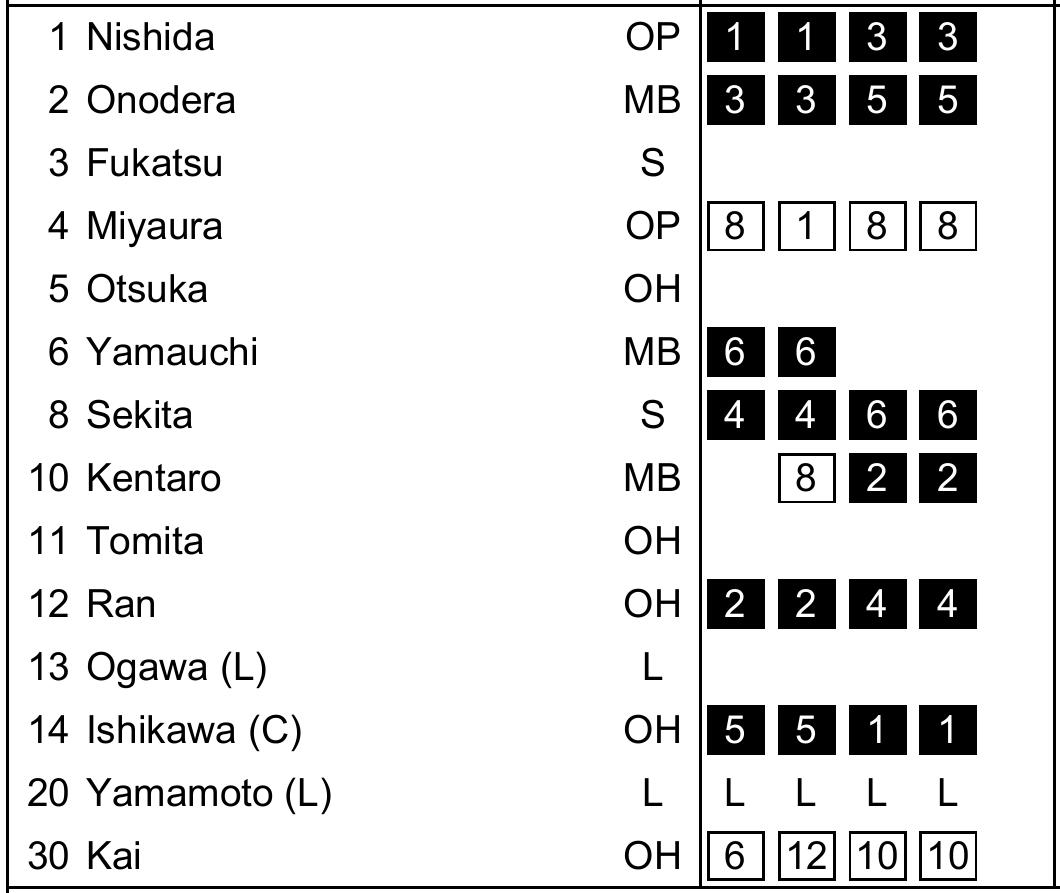 1 Nishida OP 1 1 3 3
2 Onodera MB 3 3 5 5
3 Fukatsu S
4 Miyaura OP 8 1 8 8
5 Otsuka OH
6 Yamauchi MB 6 6
8 Sekita S 4 4 6 6
10 Kentaro MB 8 2 2
11 Tomita OH
12 Ran OH 2 2 4 4
13 Ogawa (L) L
14 Ishikawa (C) OH 5 5 1 1
20 Yamamoto (L) L L L L L
30 Kai OH 6 12 10 10